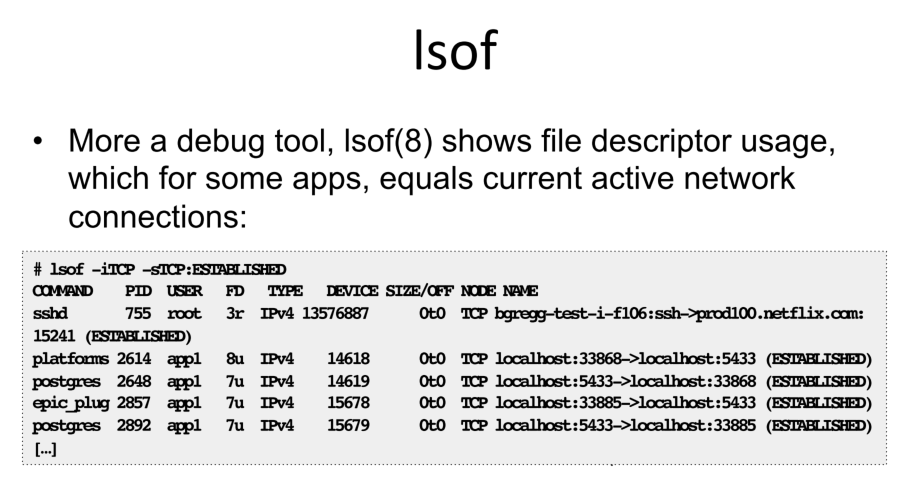 lsof
• More a debug tool, lsof(8) shows file descriptor usage,
which for some apps, equals current active network
connections:
# lsof -iTCP -sTCP:ESTABLISHED
COMMAND PID USER FD TYPE DEVICE SIZE/OFF NODE NAME
sshd 755 root 3r IPv4 13576887 0t0 TCP bgregg-test-i-f106:ssh->prod100.netflix.com:
15241 (ESTABLISHED)
platforms 2614 app1 8u IPv4 14618 0t0 TCP localhost:33868->localhost:5433 (ESTABLISHED)
postgres 2648 app1 7u IPv4 14619 0t0 TCP localhost:5433->localhost:33868 (ESTABLISHED)
epic_plug 2857 app1 7u IPv4 15678 0t0 TCP localhost:33885->localhost:5433 (ESTABLISHED)
postgres 2892 app1 7u IPv4 15679 0t0 TCP localhost:5433->localhost:33885 (ESTABLISHED)
[…]